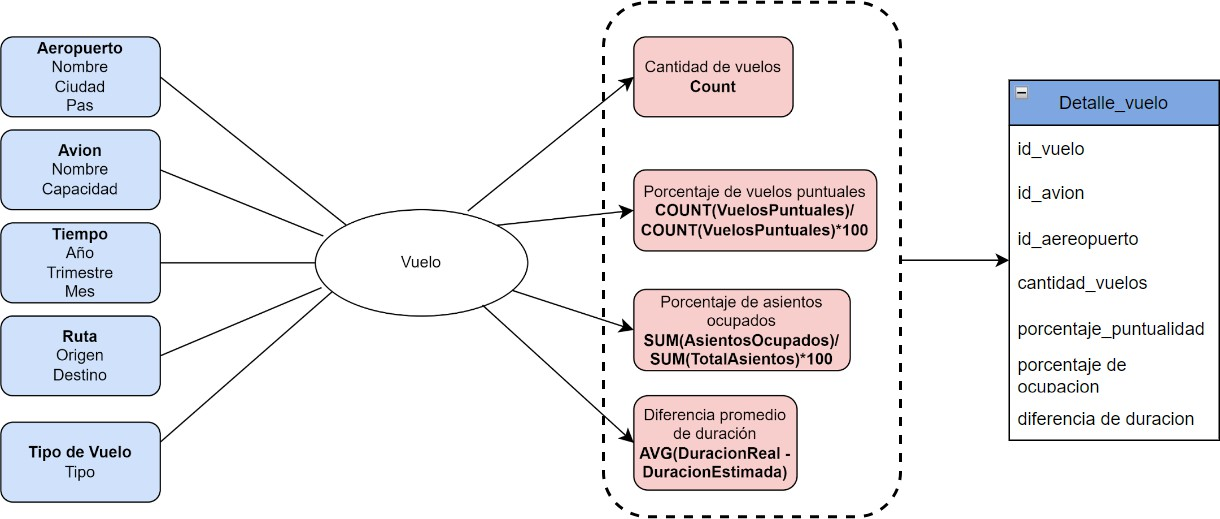 Aeropuerto
Nombre
Ciudad
Pas
Avion
Nombre
Capacidad
Tiempo
Año
Trimestre
Mes
Ruta
Origen
Destino
Tipo de Vuelo
Tipo
Vuelo
Cantidad de vuelos
Count
Porcentaje de vuelos puntuales
COUNT(VuelosPuntuales)/
COUNT(VuelosPuntuales)*100
Porcentaje de asientos
ocupados
SUM(AsientosOcupados)/
SUM(TotalAsientos)*100
Diferencia promedio
de duración
AVG(DuracionReal -
DuracionEstimada)
Detalle_vuelo
id_vuelo
id_avion
id_aereopuerto
cantidad_vuelos
porcentaje_puntualidad
porcentaje de
ocupacion
diferencia de duracion